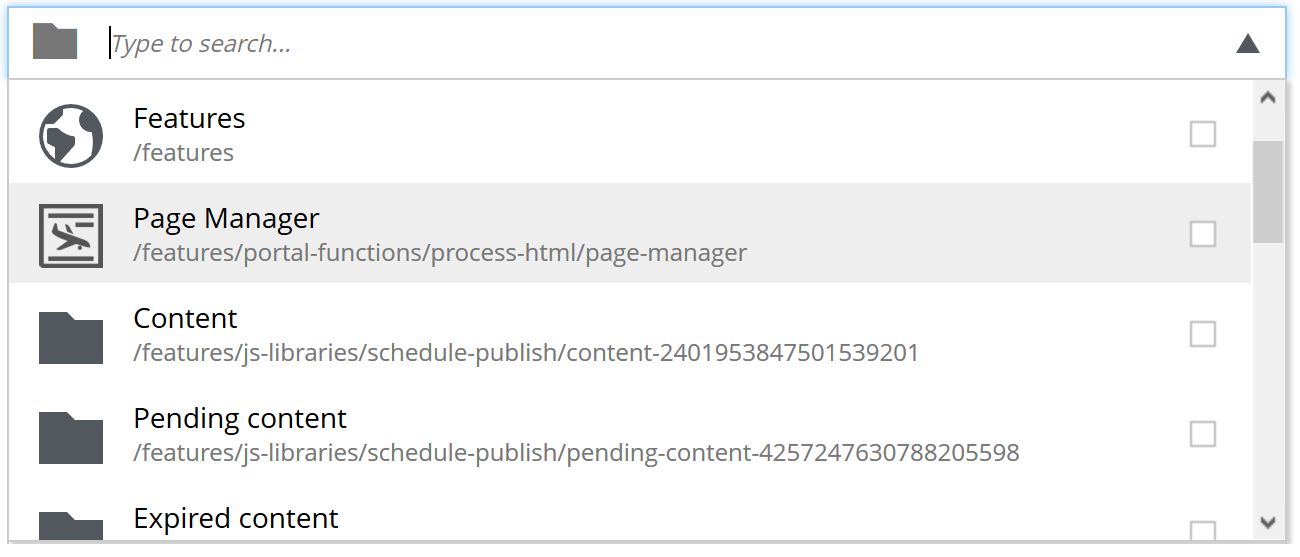 Type to search...
Features
/features
Page Manager
/features/portal-functions/process-html/page-manager
Content
/features/js-libraries/schedule-publish/content-2401953847501539201
Pending content
/features/js-libraries/schedule-publish/pending-content-4257247630788205598
Expired content